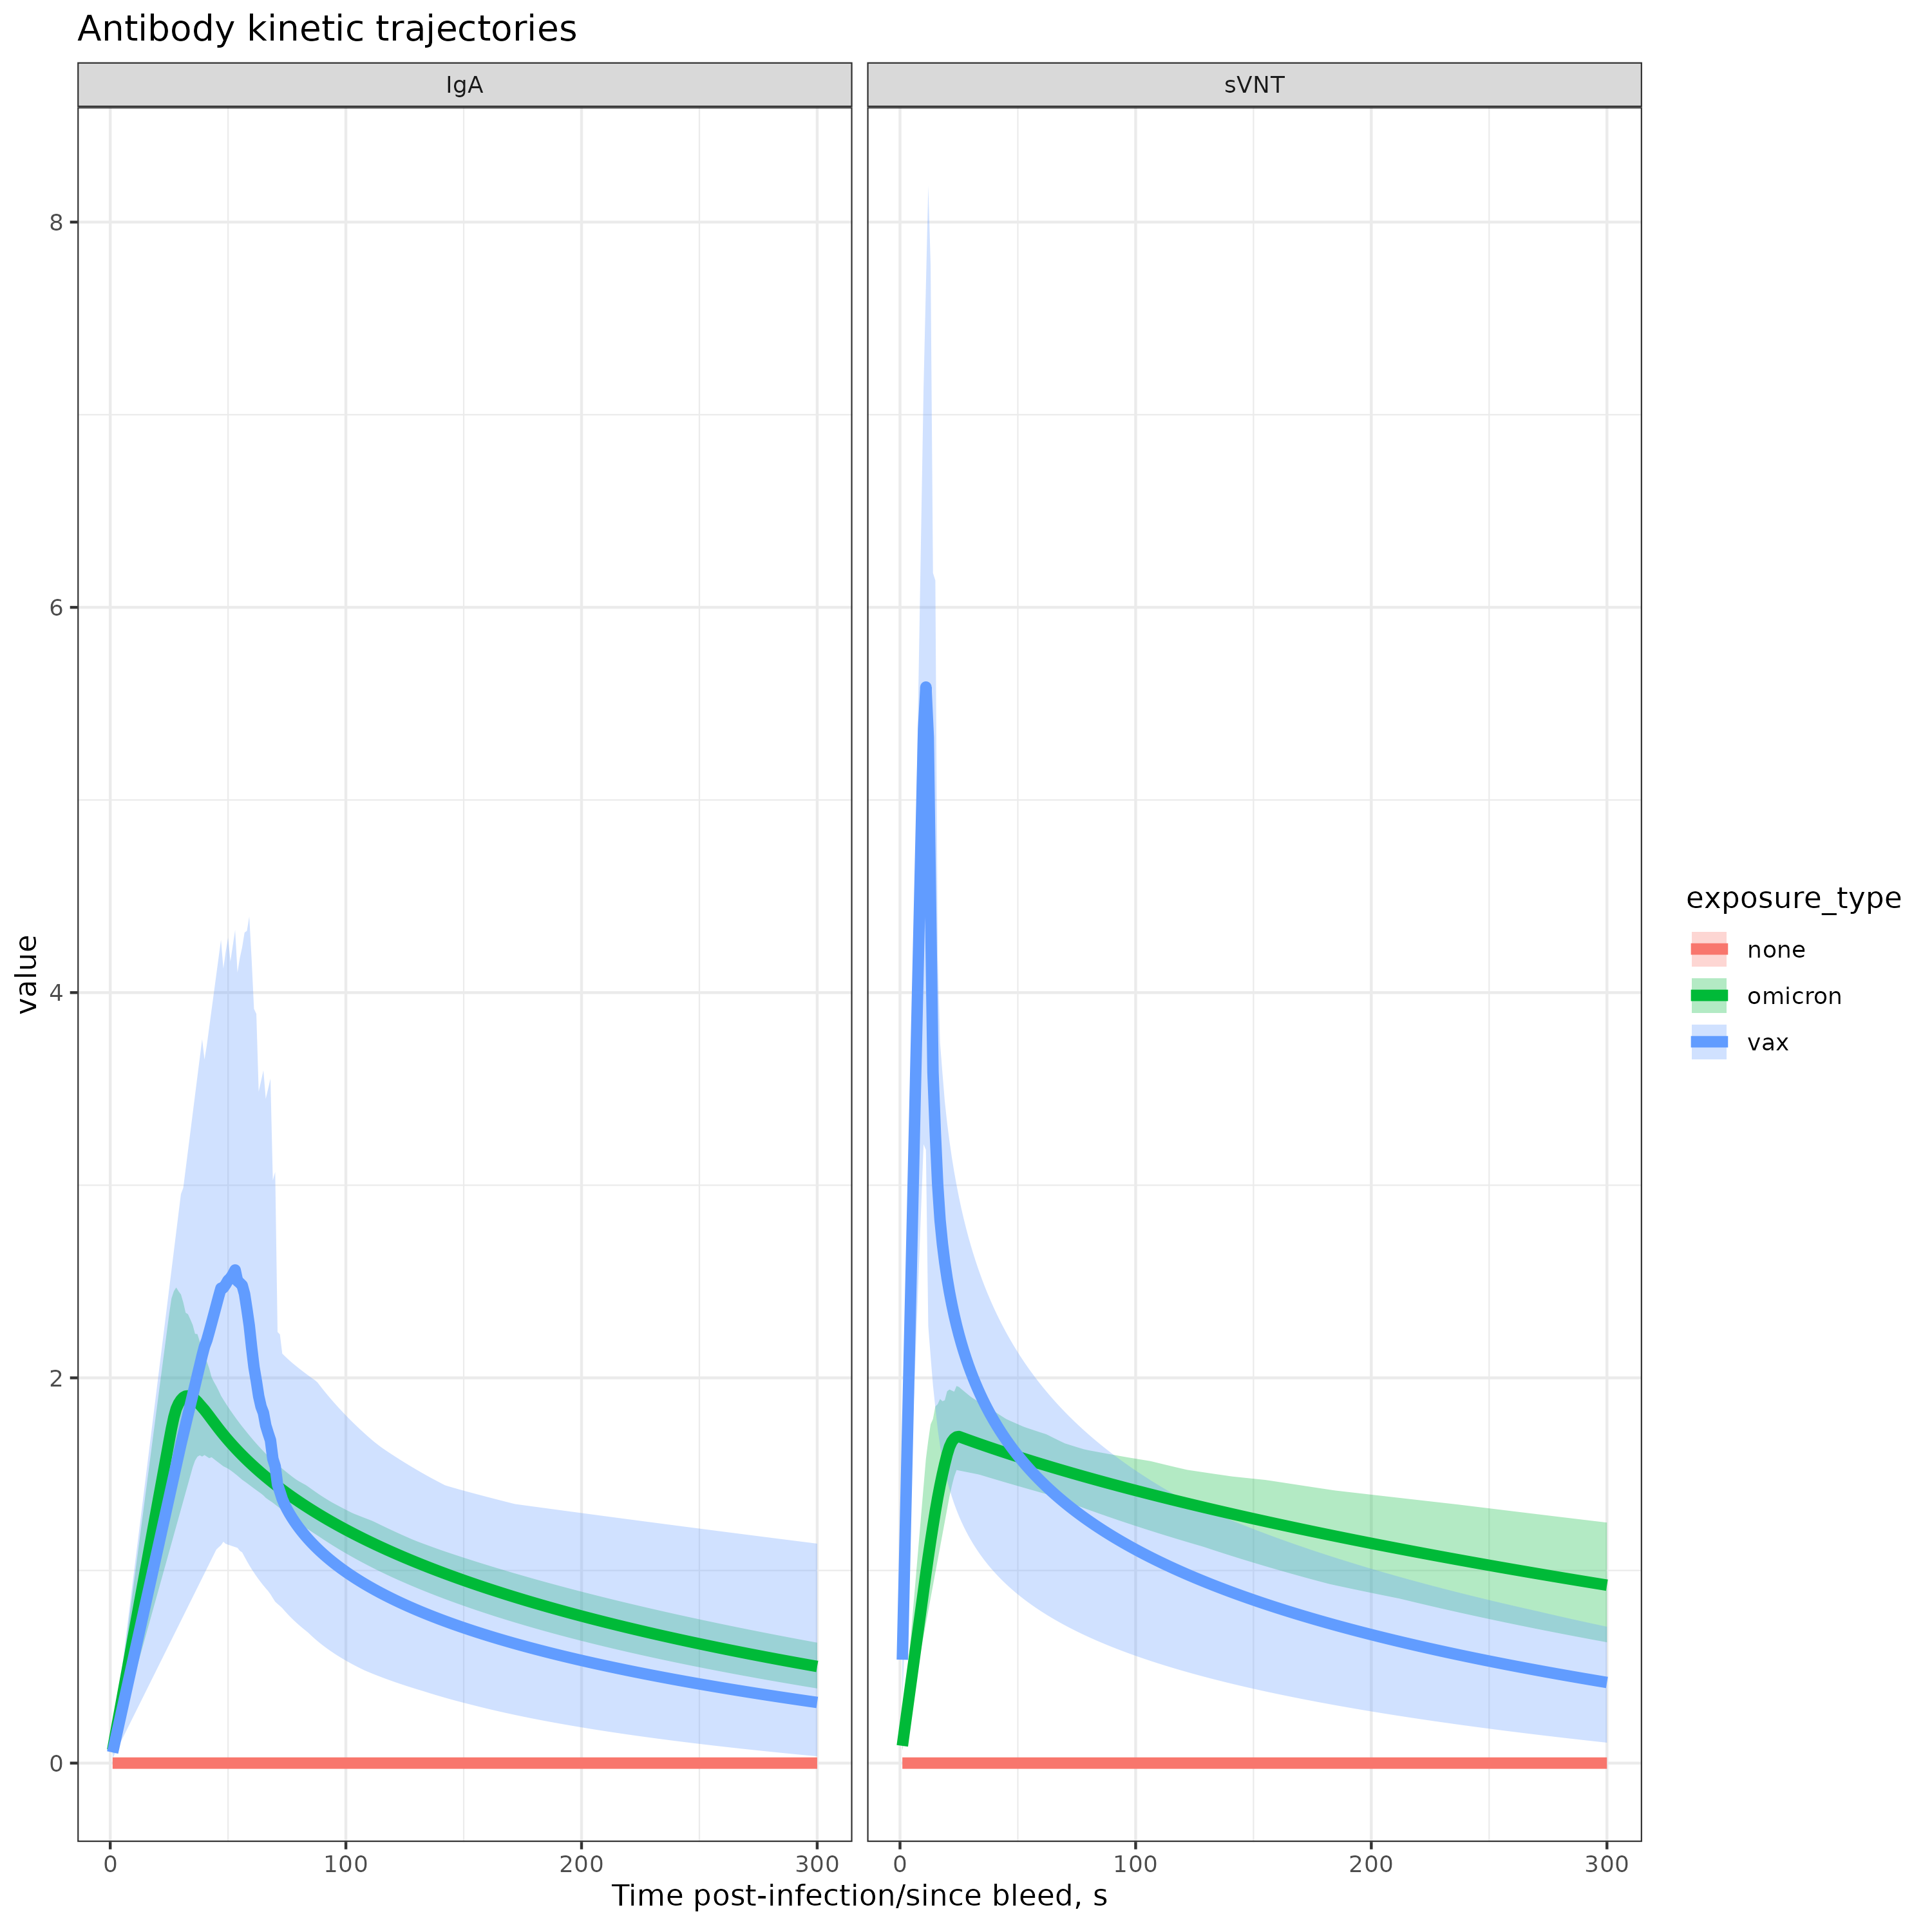 Antibody kinetic trajectories
IgA
sVNT
8
6
4
2
0
value
0
100
200
300
0
100
200
300
Time post-infection/since bleed, s
exposure_type
none
omicron
vax